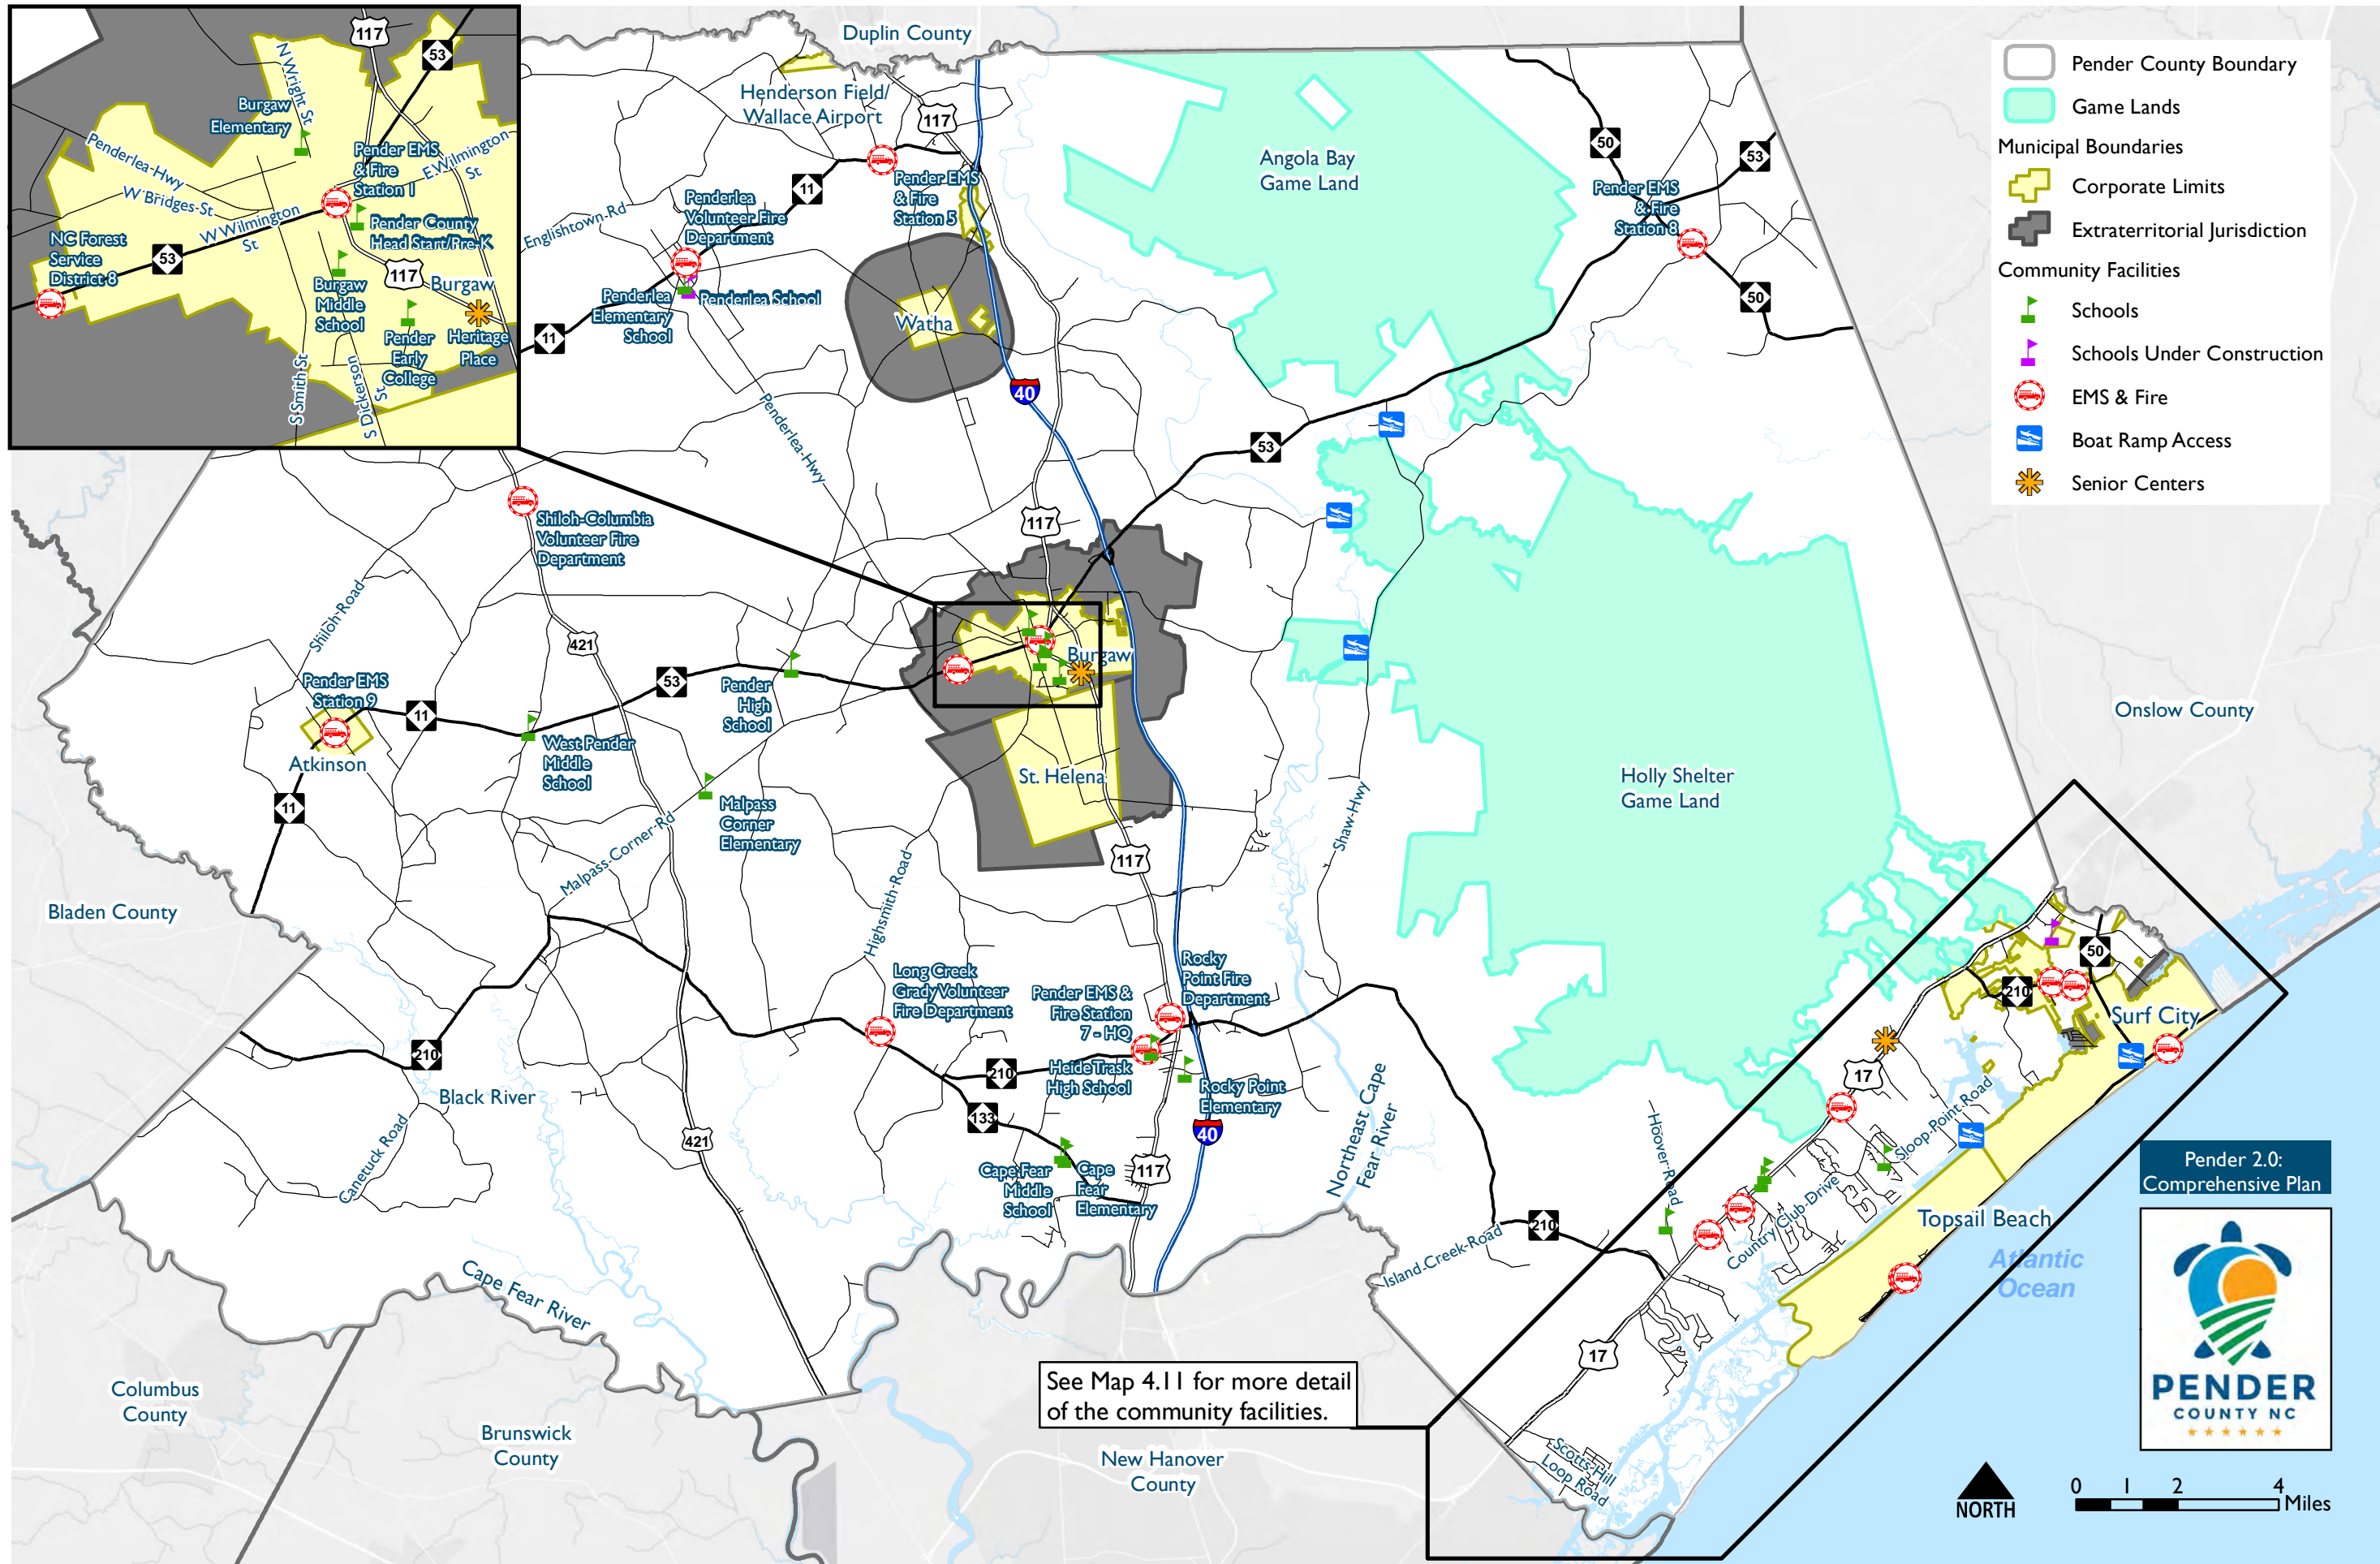 117
53
N Wright St
Burgaw
Elementary
Penderlea-Hwy
W Bridges-St
Pender EMS
& Fire
Station 1
E Wilmington
St
W Wilmington
St
Pender County
Head Start/Pre-K
NC Forest
Service
District 8
53
117
Burgaw
Burgaw
Middle
School
Pender
Early
College
Heritage
Place
S Smith St
S Dickerson
St
Duplin County
Henderson Field/
Wallace Airport
117
11
Pender EMS
& Fire
Station 5
Englishtown-Rd
Penderlea
Volunteer Fire
Department
Penderlea
Elementary
School
Penderlea School
11
Watha
40
Penderlea-Hwy
Angola Bay
Game Land
50
53
Pender EMS
& Fire
Station 8
50
53
117
Shiloh-Columbia
Volunteer Fire
Department
Shiloh-Road
421
Pender EMS
Station 9
11
Atkinson
11
53
Pender
High
School
West Pender
Middle
School
Malpass
Corner
Elementary
Malpass-Corner-Rd
Burgaw
St. Helena
117
Highsmith-Road
Shaw-Hwy
Holly Shelter
Game Land
Onslow County
Bladen County
Long Creek
Grady Volunteer
Fire Department
Pender EMS &
Fire Station
7 - HQ
Rocky
Point Fire
Department
210
Heide Trask
High School
Rocky Point
Elementary
133
40
Cape Fear
Middle
School
Cape
Fear
Elementary
117
210
Black River
Canetuck Road
421
Cape Fear River
Northeast Cape
Fear River
Hoover-Road
210
Island-Creek-Road
17
50
210
Surf City
17
Sloop-Point-Road
Country Club-Drive
Topsail Beach
Atlantic
Ocean
Scotts-Hill
Loop Road
Columbus
County
Brunswick
County
New Hanover
County
See Map 4.11 for more detail
of the community facilities.
Pender County Boundary
Game Lands
Municipal Boundaries
Corporate Limits
Extraterritorial Jurisdiction
Community Facilities
Schools
Schools Under Construction
EMS & Fire
Boat Ramp Access
Senior Centers
Pender 2.0:
Comprehensive Plan
PENDER
COUNTY NC
NORTH
0 1 2 4
Miles